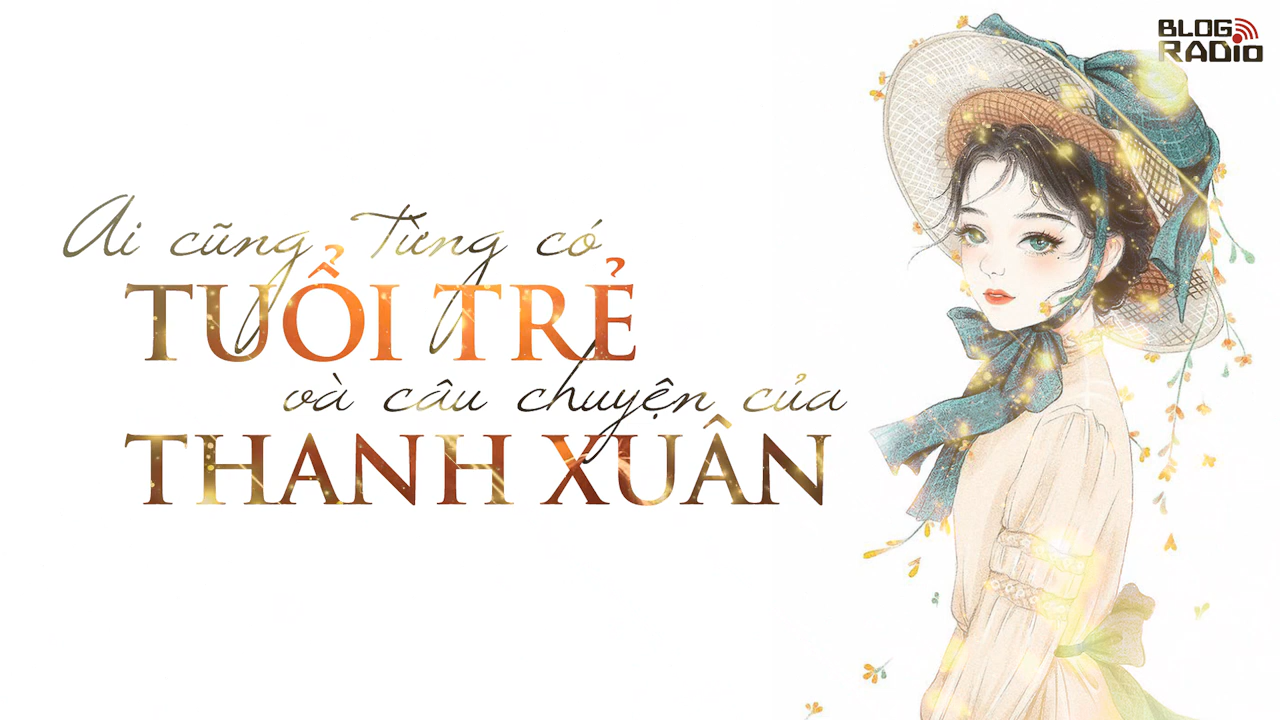 BLOG
RADIO
Ai cũng Từng có
TUỔI TRẺ
và câu chuyện của
THANH XUÂN